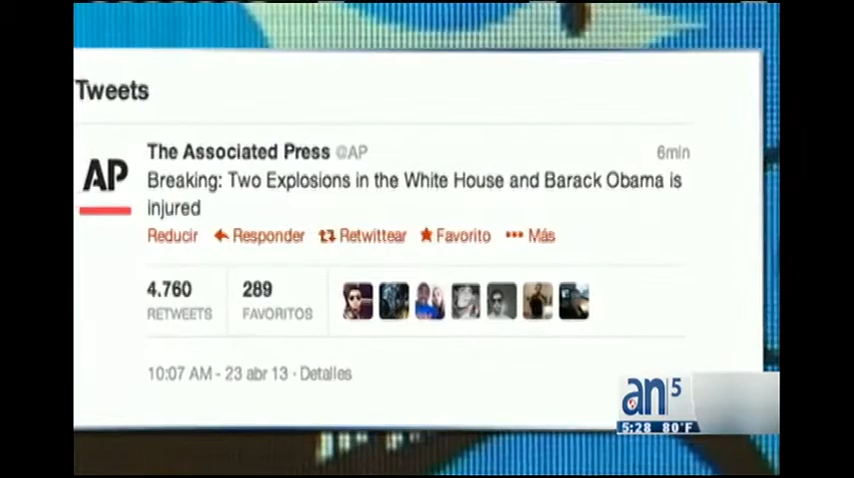 Tweets
AP
The Associated Press @AP
6min
Breaking: Two Explosions in the White House and Barack Obama is
injured
Reducir Responder Retwittear Favorito Más
4.760 289
RETWEETS FAVORITOS
10:07 AM - 23 abr 13 · Detalles
an 5
5:28 80°F